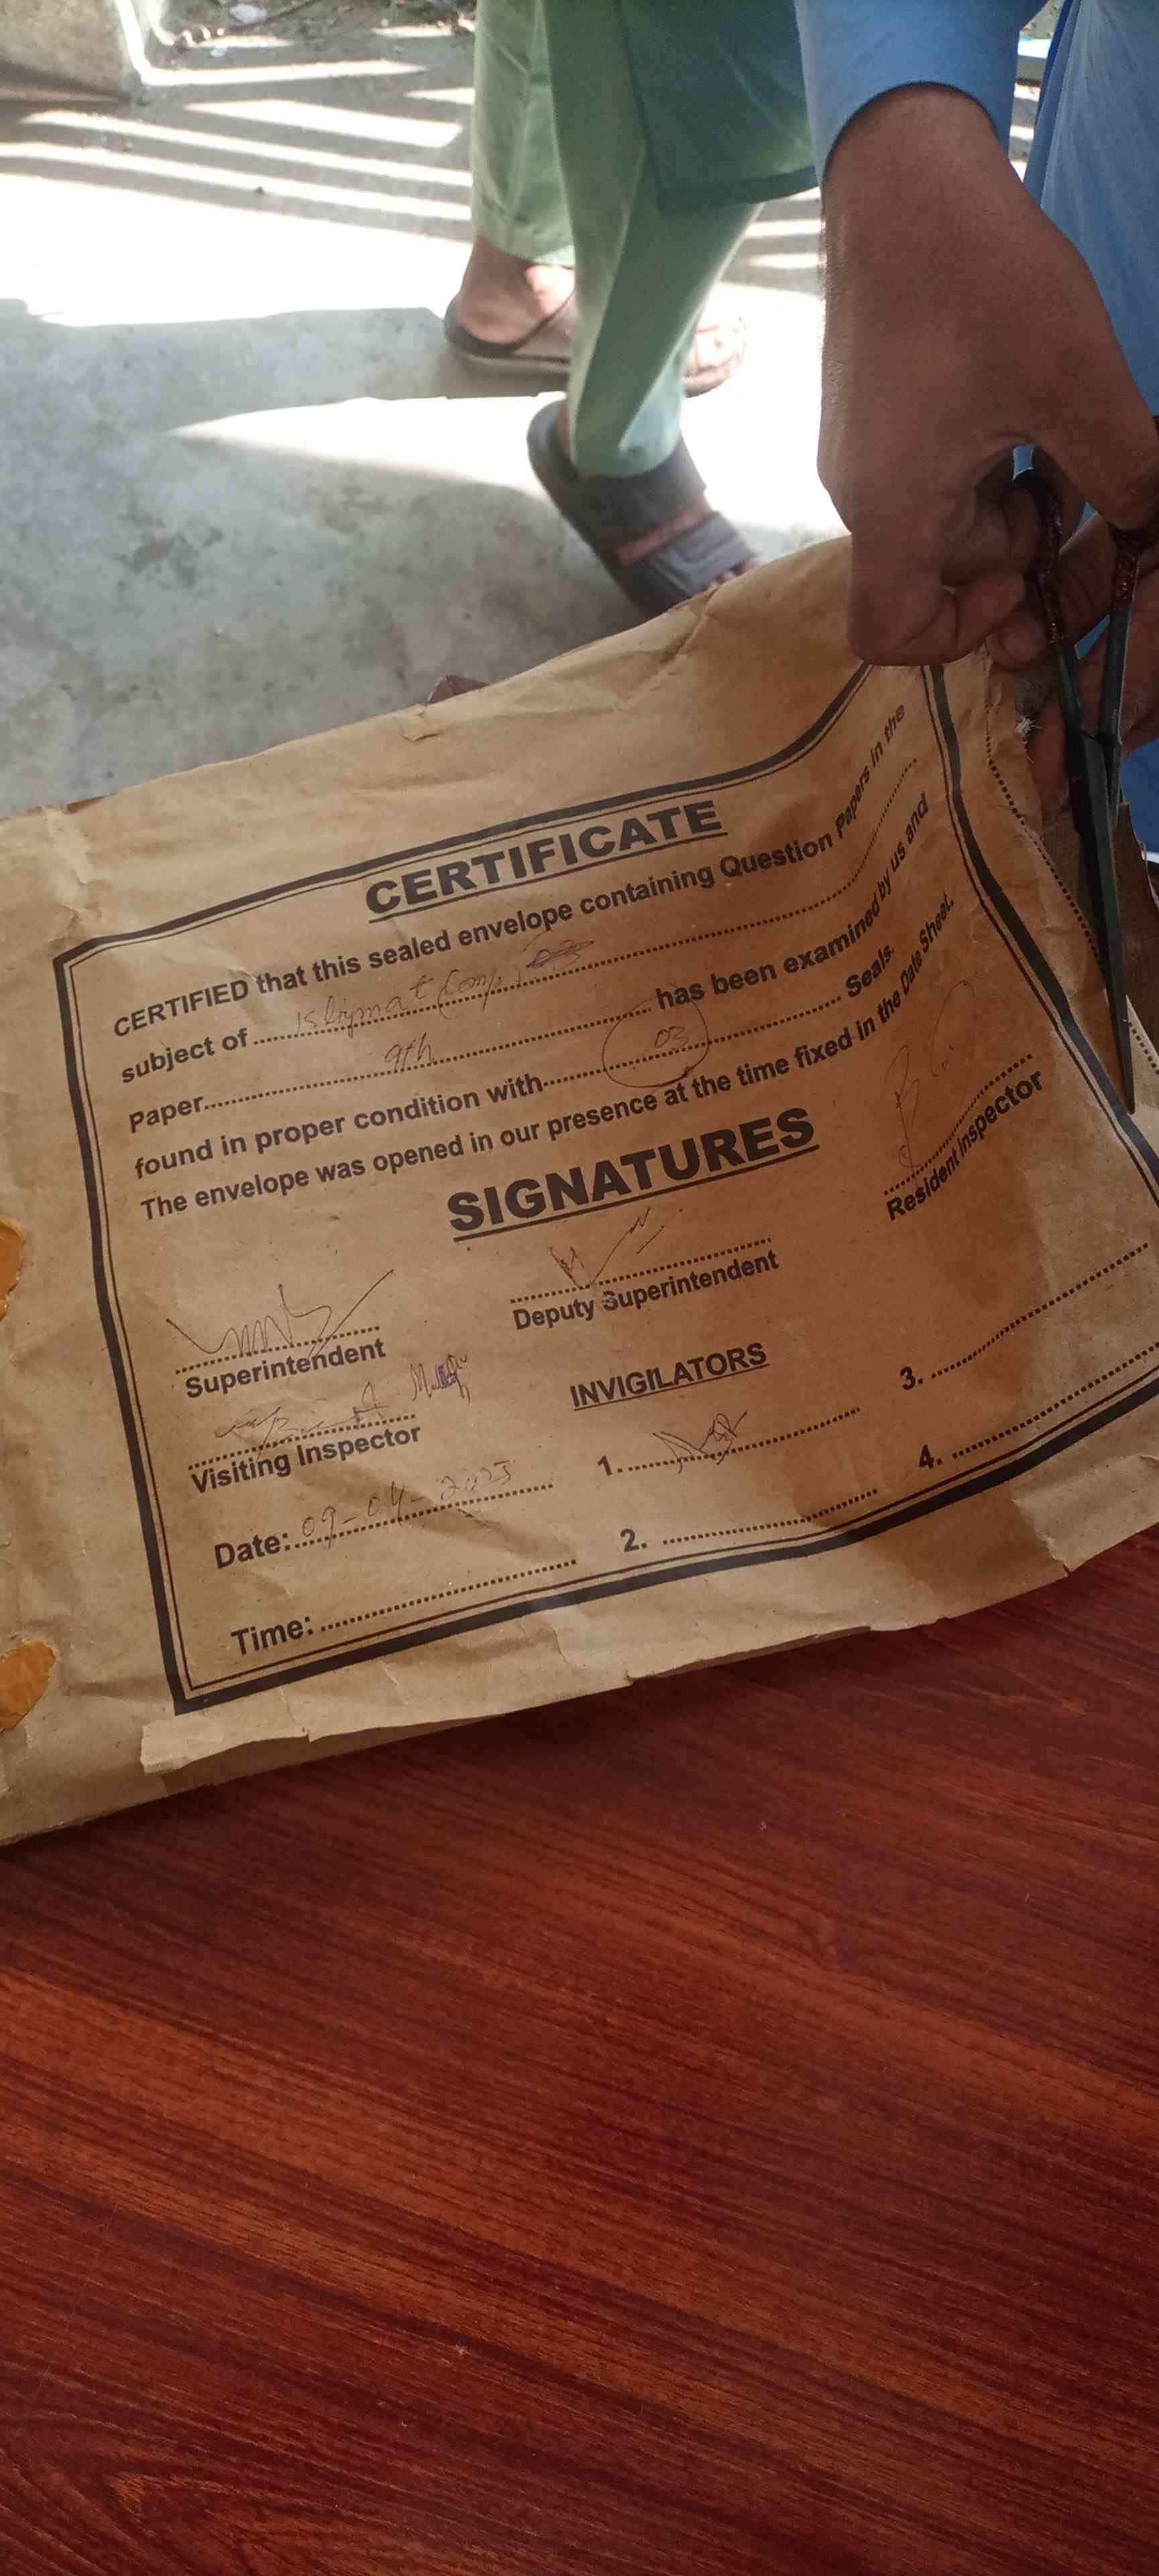 CERTIFICATE
CERTIFIED that this sealed envelope containing Question Papers in the
subject of Islamyat (Comp)
Paper 9th has been examined by us and
found in proper condition with 03 Seals.
The envelope was opened in our presence at the time fixed in the Date Sheet.
SIGNATURES
Resident Inspector
Deputy Superintendent
Superintendent
INVIGILATORS
Visiting Inspector
1.
3.
Date: 09-04-2025
2.
4.
Time: